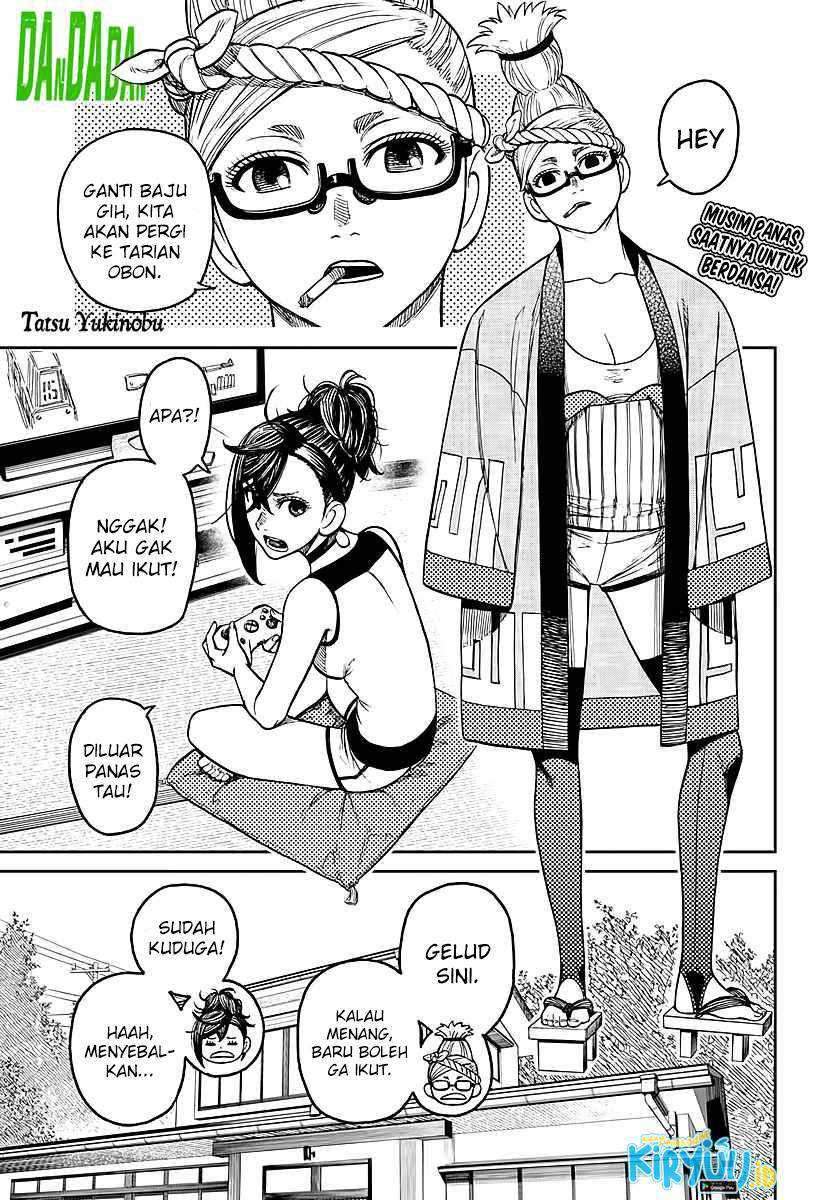 DANDADAN
HEY
MUSIM PANAS,
SAATNYA UNTUK
BERDANSA!
GANTI BAJU
GIH, KITA
AKAN PERGI
KE TARIAN
OBON.
Tatsu Yukinobu
15
APA?!
NGGAK!
AKU GAK
MAU IKUT!
DILUAR
PANAS
TAU!
GELUD
SINI.
KALAU
MENANG,
BARU BOLEH
GA IKUT.
SUDAH
KUDUGA!
HAAH,
MENYEBAL-
KAN...
KIRYUU.id